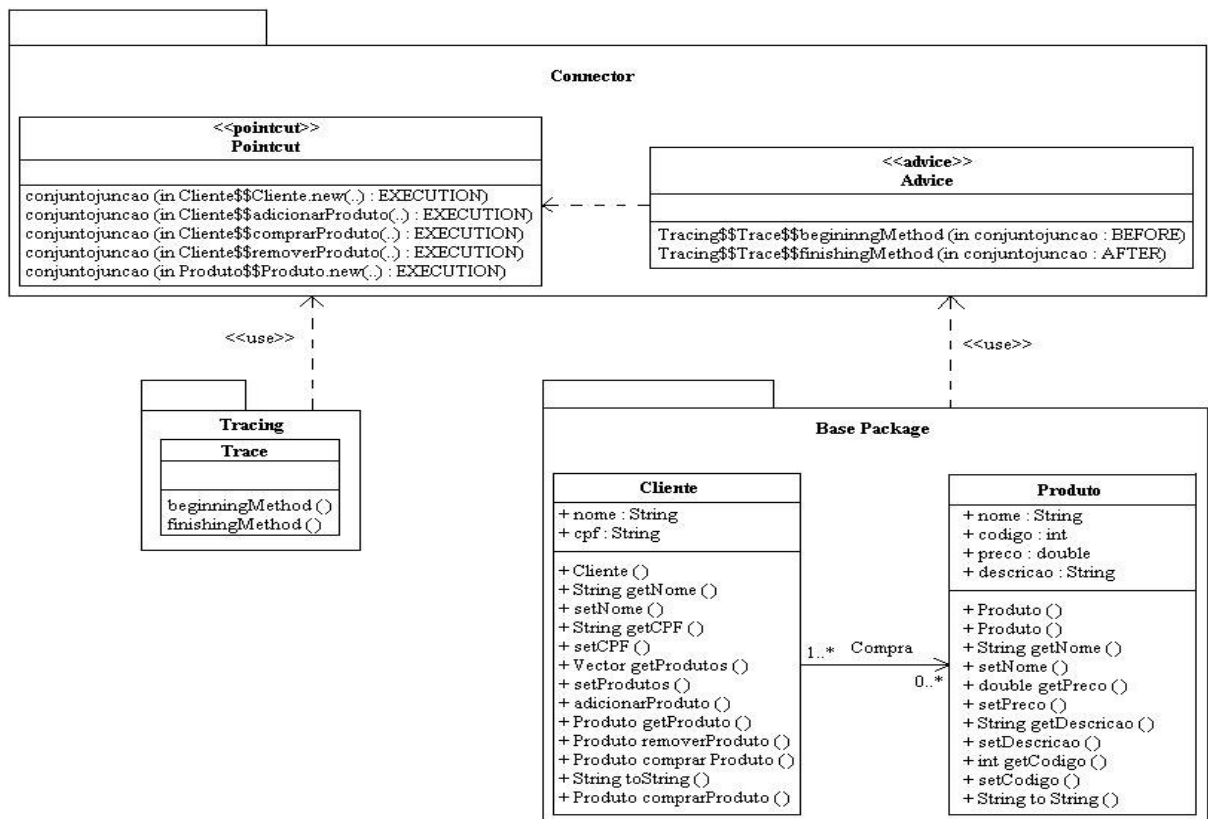 Connector
<<pointcut>>
Pointcut
conjuntojuncao (in Cliente$$Cliente.new(..) : EXECUTION)
conjuntojuncao (in Cliente$$adicionarProduto(..) : EXECUTION)
conjuntojuncao (in Cliente$$comprarProduto(..) : EXECUTION)
conjuntojuncao (in Cliente$$removerProduto(..) : EXECUTION)
conjuntojuncao (in Produto$$Produto.new(..) : EXECUTION)
<<advice>>
Advice
Tracing$$Trace$$begininngMethod (in conjuntojuncao : BEFORE)
Tracing$$Trace$$finishingMethod (in conjuntojuncao : AFTER)
<<use>>
<<use>>
Tracing
Trace
beginningMethod ()
finishingMethod ()
Base Package
Cliente
+ nome : String
+ cpf : String
+ Cliente ()
+ String getNome ()
+ setNome ()
+ String getCPF ()
+ setCPF ()
+ Vector getProdutos ()
+ setProdutos ()
+ adicionarProduto ()
+ Produto getProduto ()
+ Produto removerProduto ()
+ Produto comprar Produto ()
+ String toString ()
+ Produto comprarProduto ()
1..* Compra
0..*
Produto
+ nome : String
+ codigo : int
+ preco : double
+ descricao : String
+ Produto ()
+ Produto ()
+ String getNome ()
+ setNome ()
+ double getPreco ()
+ setPreco ()
+ String getDescricao ()
+ setDescricao ()
+ int getCodigo ()
+ setCodigo ()
+ String to String ()